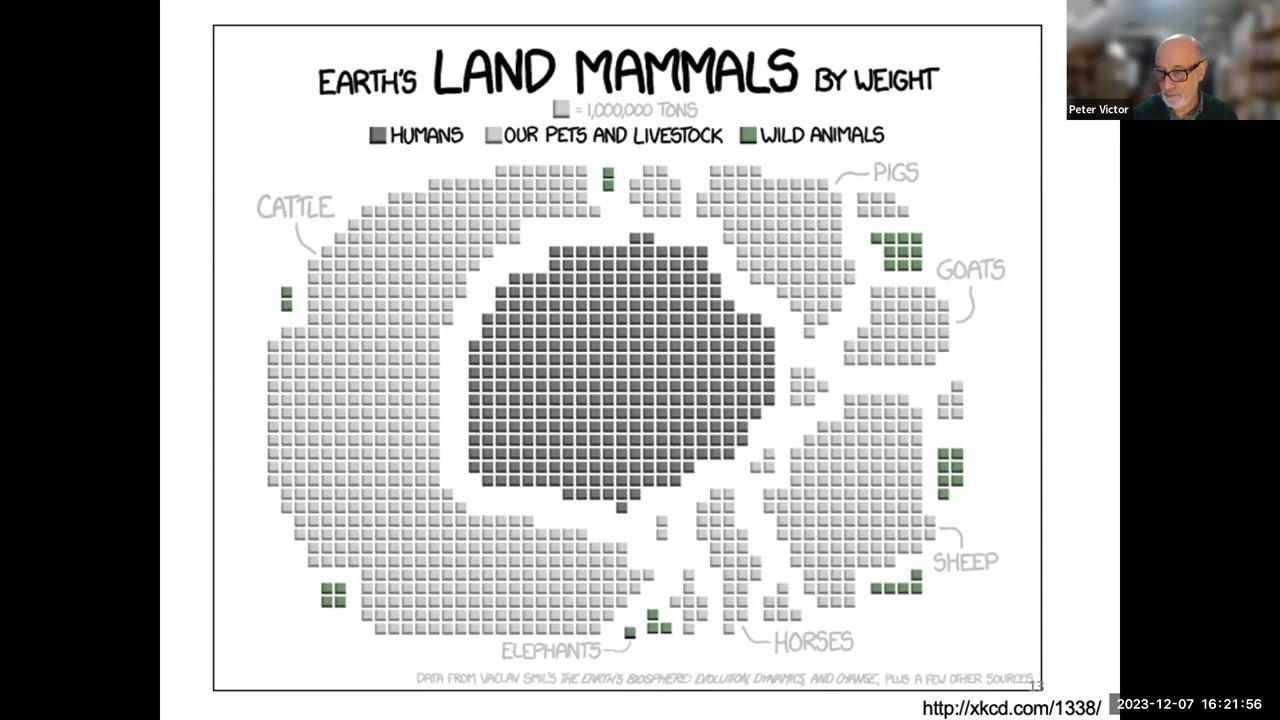 EARTH'S LAND MAMMALS BY WEIGHT
= 1,000,000 TONS
HUMANS OUR PETS AND LIVESTOCK WILD ANIMALS
Peter Victor
PIGS
CATTLE
GOATS
SHEEP
HORSES
ELEPHANTS
DATA FROM VACLAV SMIL'S THE EARTH'S BIOSPHERE: EVOLUTION, DYNAMICS, AND CHANGE, PLUS A FEW OTHER SOURCES.
13
http://xkcd.com/1338/
2023-12-07 16:21:56